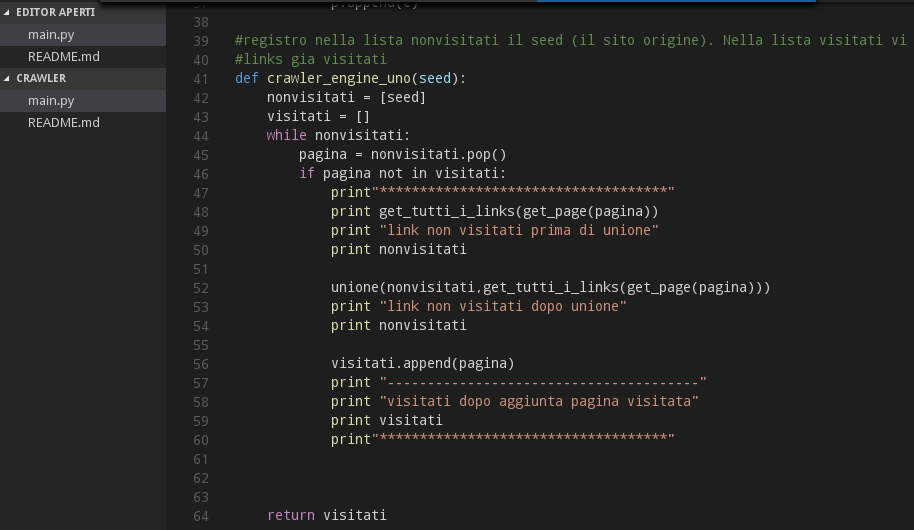 EDITOR APERTI
main.py
README.md
CRAWLER
main.py
README.md
37 p.append(e)
38
39 #registro nella lista nonvisitati il seed (il sito origine). Nella lista visitati vi
40 #links gia visitati
41 def crawler_engine_uno(seed):
42 nonvisitati = [seed]
43 visitati = []
44 while nonvisitati:
45 pagina = nonvisitati.pop()
46 if pagina not in visitati:
47 print"************************************"
48 print get_tutti_i_links(get_page(pagina))
49 print "link non visitati prima di unione"
50 print nonvisitati
51
52 unione(nonvisitati,get_tutti_i_links(get_page(pagina)))
53 print "link non visitati dopo unione"
54 print nonvisitati
55
56 visitati.append(pagina)
57 print "---------------------------------------"
58 print "visitati dopo aggiunta pagina visitata"
59 print visitati
60 print"************************************"
61
62
63
64 return visitati